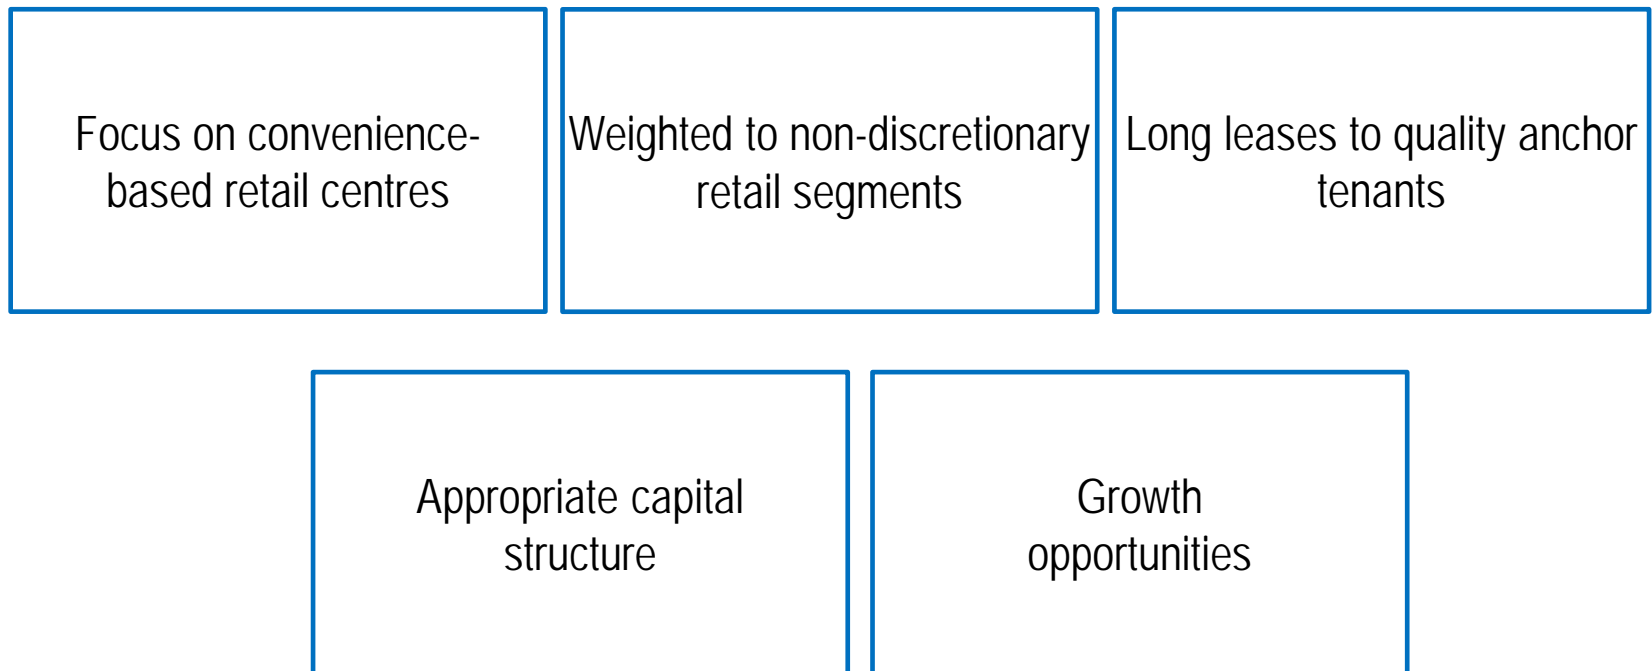 Focus on convenience-
based retail centres
Weighted to non-discretionary
retail segments
Long leases to quality anchor
tenants
Appropriate capital
structure
Growth
opportunities